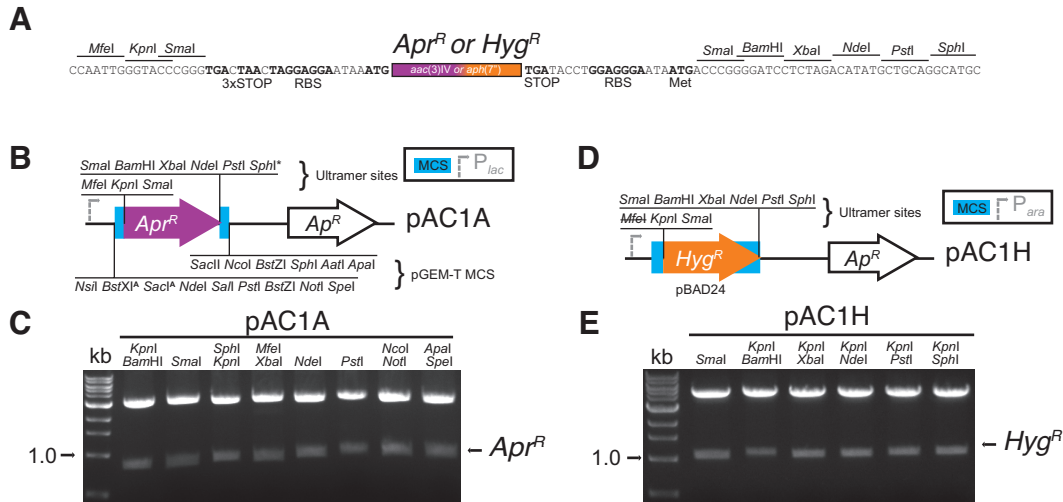 A
Apr^R or Hyg^R
MfeI KpnI SmaI
SmaI BamHI XbaI NdeI PstI SphI
CCAATTGGGTACCCGGGTGACTAACTAGGAGGAATAAATG aac(3)IV or aph(7") TGATACCTGGAGGGAATAATGACCCGGGGATCCTCTAGACATATGCTGCAGGCATGC
3xSTOP RBS STOP RBS Met
B
SmaI BamHI XbaI NdeI PstI SphI*
MfeI KpnI SmaI
} Ultramer sites
MCS P_lac
Apr^R Ap^R pAC1A
SacII NcoI BstZI SphI AatI ApaI
NsiI BstXI^A SacI^A NdeI SalI PstI BstZI NotI SpeI
} pGEM-T MCS
C
pAC1A
kb
KpnI BamHI
SmaI
SphI KpnI
MfeI XbaI
NdeI
PstI
NcoI NotI
ApaI SpeI
1.0
Apr^R
D
SmaI BamHI XbaI NdeI PstI SphI
MfeI KpnI SmaI
} Ultramer sites
MCS P_ara
Hyg^R Ap^R pAC1H
pBAD24
E
pAC1H
kb
SmaI
KpnI BamHI
KpnI XbaI
KpnI NdeI
KpnI PstI
KpnI SphI
1.0
Hyg^R